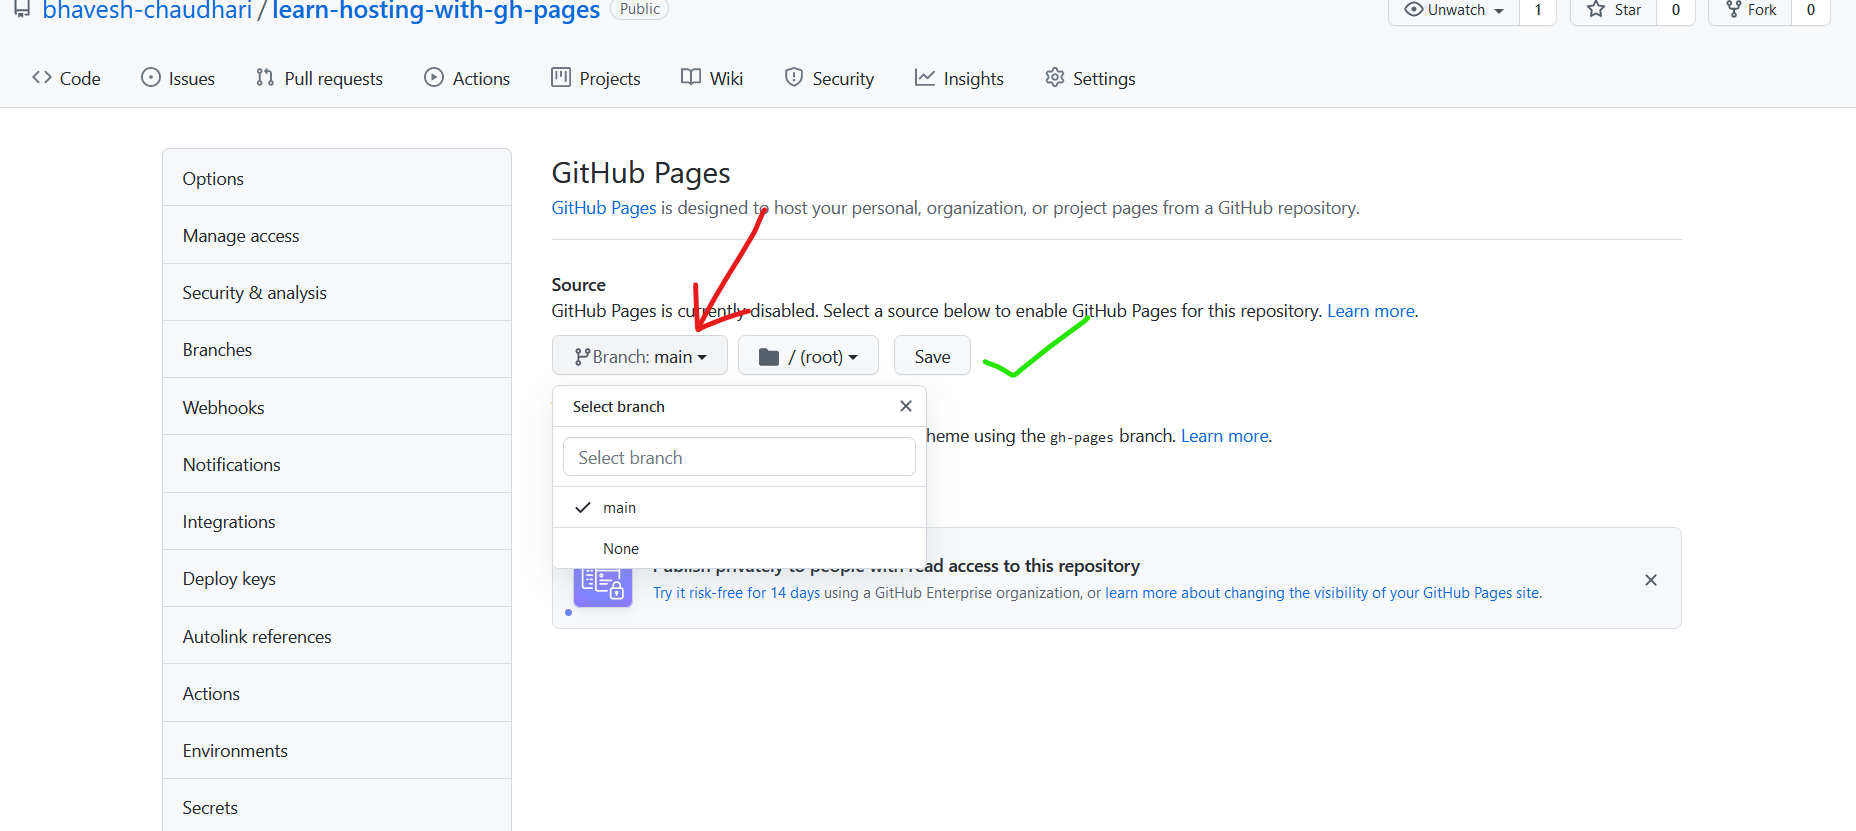 bhavesh-chaudhari / learn-hosting-with-gh-pages Public
Unwatch 1 Star 0 Fork 0
Code Issues Pull requests Actions Projects Wiki Security Insights Settings
Options
Manage access
Security & analysis
Branches
Webhooks
Notifications
Integrations
Deploy keys
Autolink references
Actions
Environments
Secrets
GitHub Pages
GitHub Pages is designed to host your personal, organization, or project pages from a GitHub repository.
Source
GitHub Pages is currently disabled. Select a source below to enable GitHub Pages for this repository. Learn more.
Branch: main / (root) Save
Select branch
heme using the gh-pages branch. Learn more.
Select branch
main
None
Publish privately to people with read access to this repository
Try it risk-free for 14 days using a GitHub Enterprise organization, or learn more about changing the visibility of your GitHub Pages site.